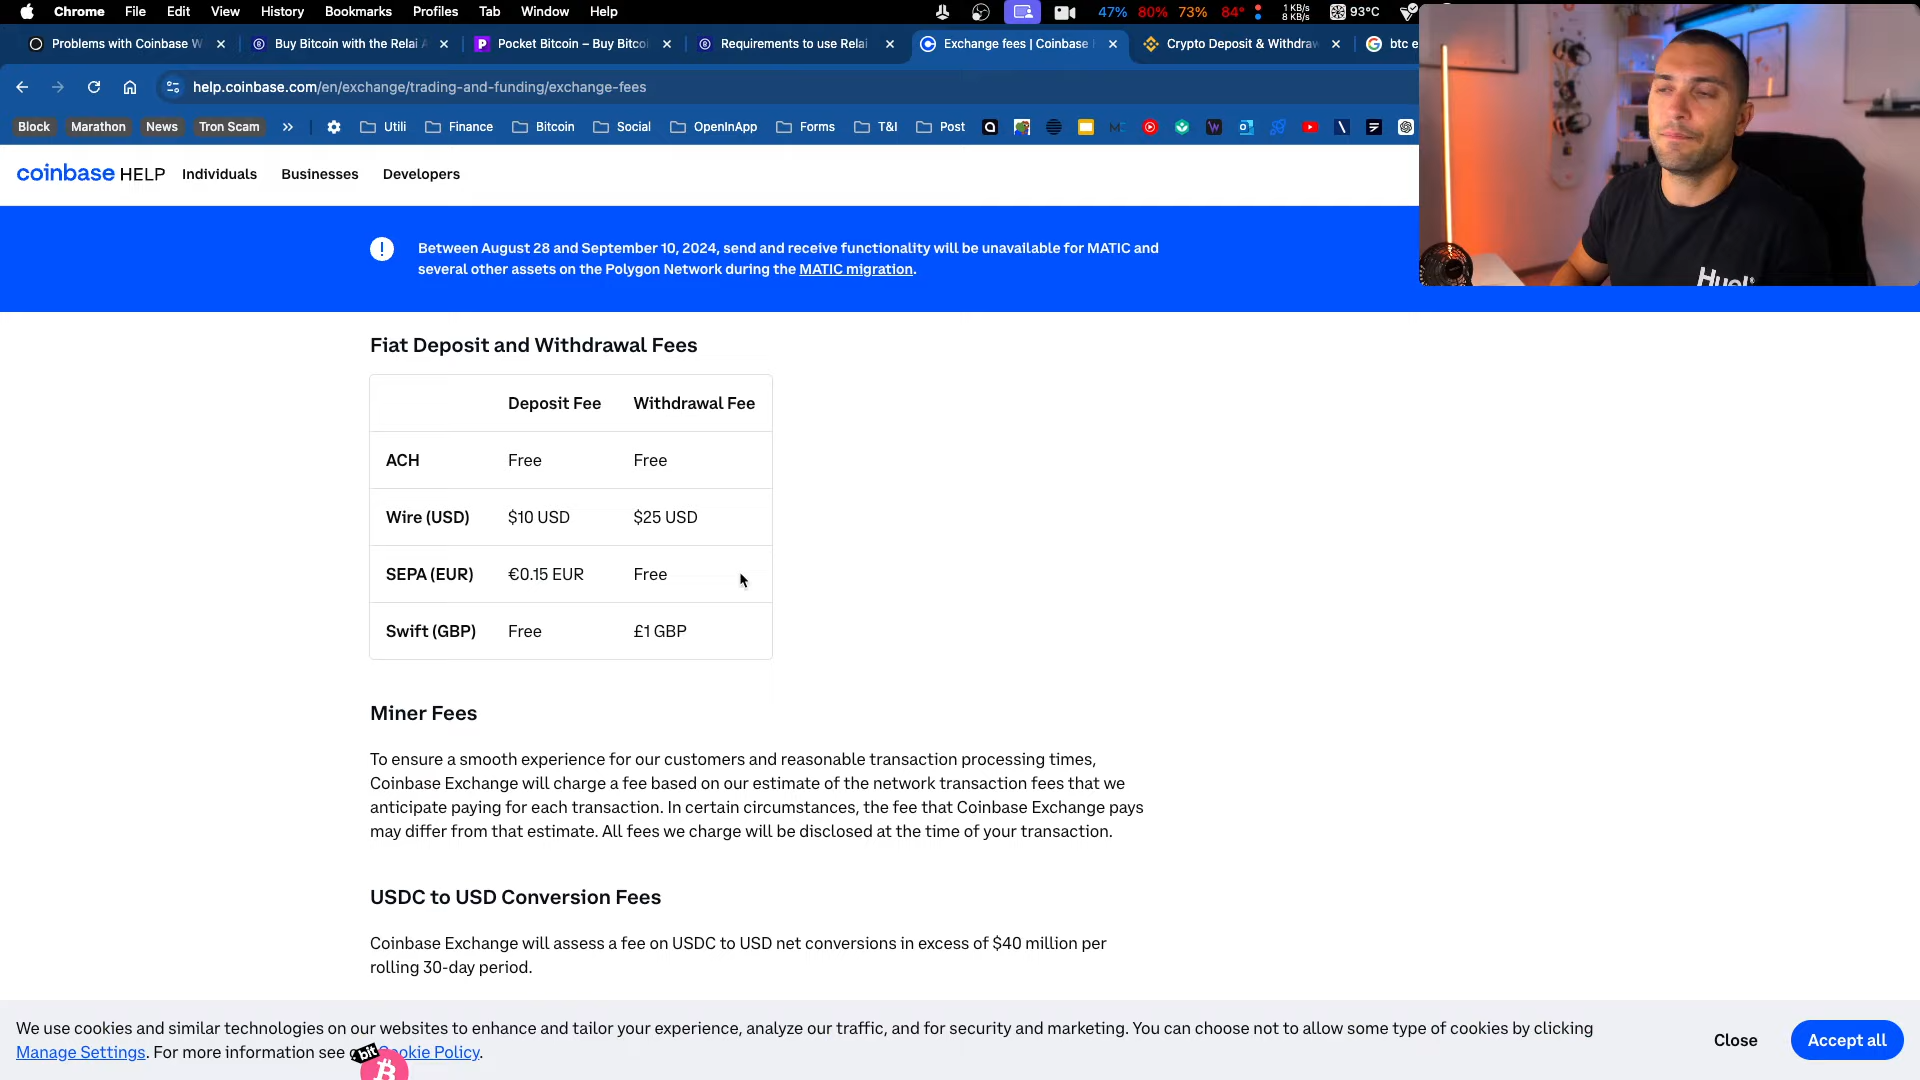 Chrome File Edit View History Bookmarks Profiles Tab Window Help 47% 80% 73% 84° 1 KB/s 8 KB/s 93°C
Problems with Coinbase W Buy Bitcoin with the Relai A Pocket Bitcoin – Buy Bitcoi Requirements to use Relai Exchange fees | Coinbase Crypto Deposit & Withdraw btc e
help.coinbase.com/en/exchange/trading-and-funding/exchange-fees
Block Marathon News Tron Scam » Utili Finance Bitcoin Social OpenInApp Forms T&I Post
coinbase HELP Individuals Businesses Developers
Between August 28 and September 10, 2024, send and receive functionality will be unavailable for MATIC and
several other assets on the Polygon Network during the MATIC migration.
Huel
Fiat Deposit and Withdrawal Fees
Deposit Fee Withdrawal Fee
ACH Free Free
Wire (USD) $10 USD $25 USD
SEPA (EUR) €0.15 EUR Free
Swift (GBP) Free £1 GBP
Miner Fees
To ensure a smooth experience for our customers and reasonable transaction processing times,
Coinbase Exchange will charge a fee based on our estimate of the network transaction fees that we
anticipate paying for each transaction. In certain circumstances, the fee that Coinbase Exchange pays
may differ from that estimate. All fees we charge will be disclosed at the time of your transaction.
USDC to USD Conversion Fees
Coinbase Exchange will assess a fee on USDC to USD net conversions in excess of $40 million per
rolling 30-day period.
We use cookies and similar technologies on our websites to enhance and tailor your experience, analyze our traffic, and for security and marketing. You can choose not to allow some type of cookies by clicking
Manage Settings. For more information see Cookie Policy.
bit
Close Accept all